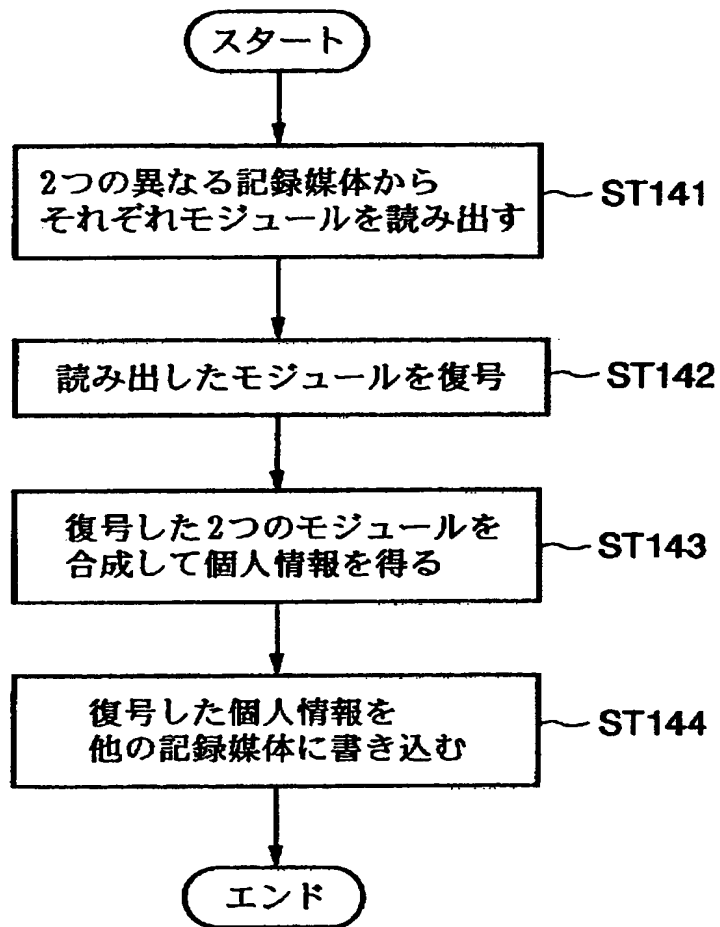 スタート
2つの異なる記録媒体から
それぞれモジュールを読み出す
ST141
読み出したモジュールを復号
ST142
復号した2つのモジュールを
合成して個人情報を得る
ST143
復号した個人情報を
他の記録媒体に書き込む
ST144
エンド